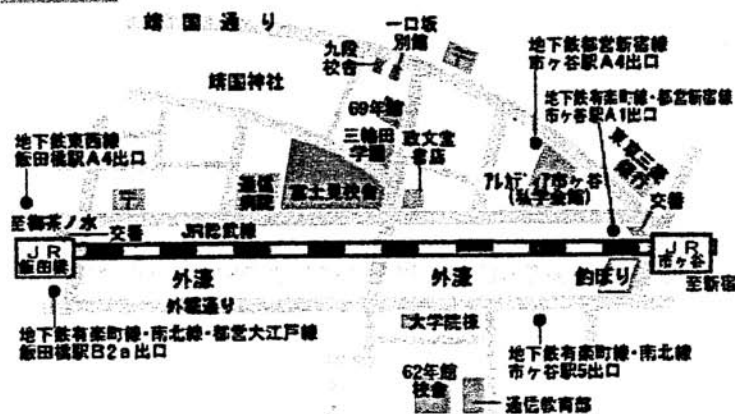 靖国通り
一口坂
別館
九段
校舎
靖国神社
地下鉄都営新宿線
市ヶ谷駅A4出口
69年館
地下鉄有楽町線・都営新宿線
市ヶ谷駅A1出口
三輪田
学園
政文堂
書店
地下鉄東西線
飯田橋駅A4出口
逓信
病院
富士見校舎
アルカディア市ヶ谷
(私学会館)
東京三菱
銀行
交番
至御茶ノ水
交番
JR総武線
JR
飯田橋
JR
市ヶ谷
外濠
外濠
釣ぼり
至新宿
外堀通り
地下鉄有楽町線・南北線・都営大江戸線
飯田橋駅B2a出口
大学院棟
地下鉄有楽町線・南北線
市ヶ谷駅5出口
62年館
校舎
通信教育部